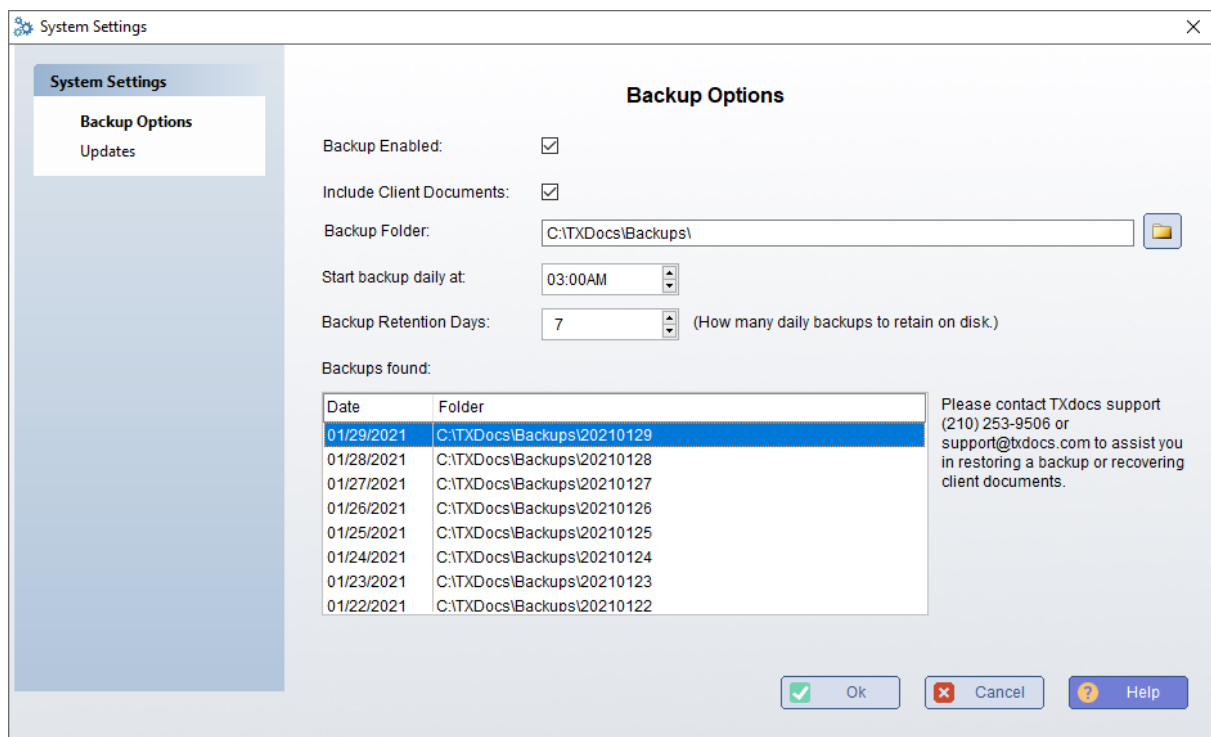 System Settings
System Settings
Backup Options
Updates
Backup Options
Backup Enabled:
Include Client Documents:
Backup Folder: C:\TXDocs\Backups\
Start backup daily at: 03:00AM
Backup Retention Days: 7 (How many daily backups to retain on disk.)
Backups found:
Date Folder
01/29/2021 C:\TXDocs\Backups\20210129
01/28/2021 C:\TXDocs\Backups\20210128
01/27/2021 C:\TXDocs\Backups\20210127
01/26/2021 C:\TXDocs\Backups\20210126
01/25/2021 C:\TXDocs\Backups\20210125
01/24/2021 C:\TXDocs\Backups\20210124
01/23/2021 C:\TXDocs\Backups\20210123
01/22/2021 C:\TXDocs\Backups\20210122
Please contact TXdocs support
(210) 253-9506 or
support@txdocs.com to assist you
in restoring a backup or recovering
client documents.
Ok Cancel ? Help